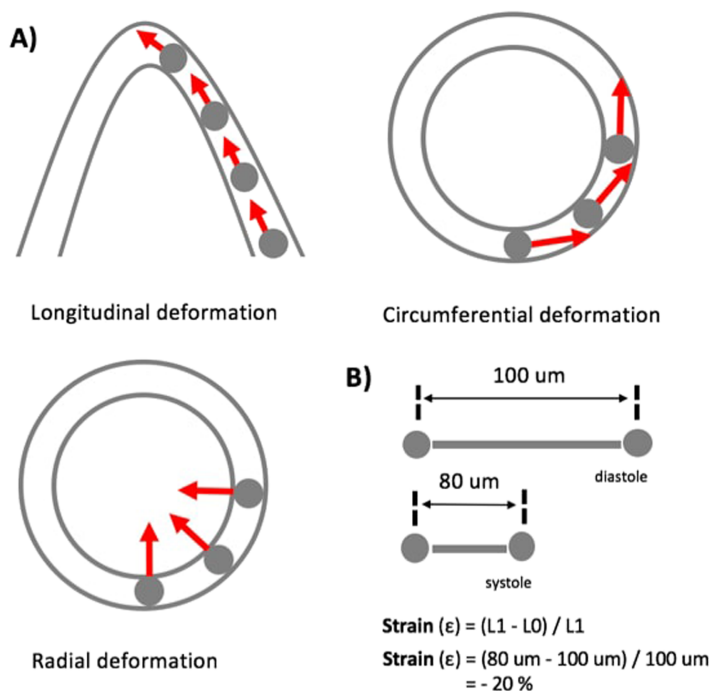 A)
Longitudinal deformation
Circumferential deformation
Radial deformation
B)
100 um
diastole
80 um
systole
Strain (ε) = (L1 - L0) / L1
Strain (ε) = (80 um - 100 um) / 100 um
= - 20 %